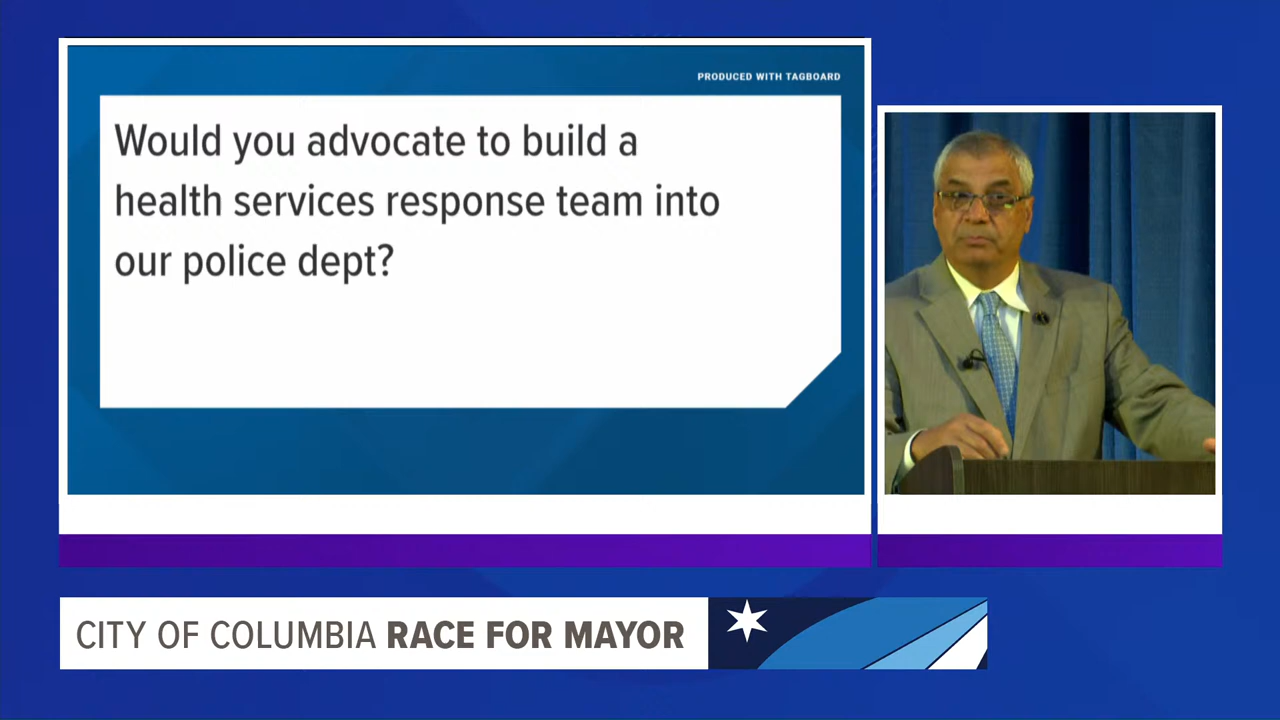 PRODUCED WITH TAGBOARD
Would you advocate to build a
health services response team into
our police dept?
CITY OF COLUMBIA RACE FOR MAYOR